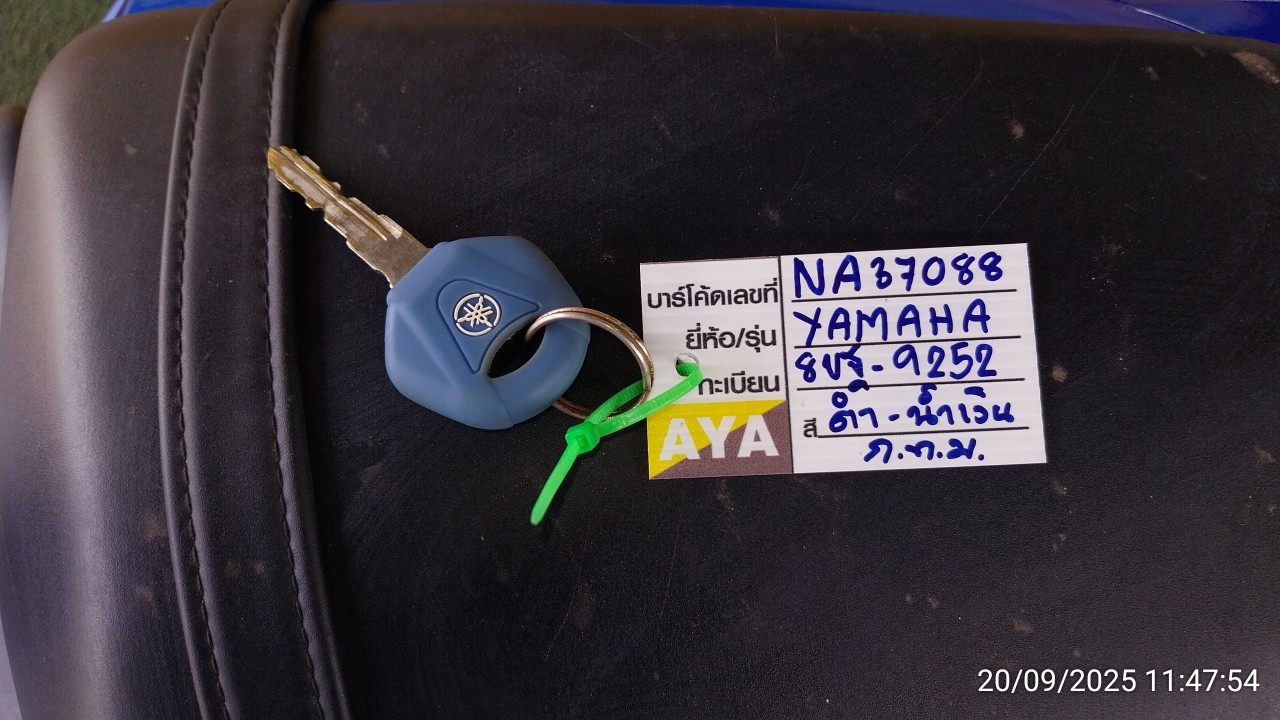 บาร์โค้ดเลขที่ NA37088
ยี่ห้อ/รุ่น YAMAHA
ทะเบียน 8ขฐ-9252
สี ดำ-น้ำเงิน
ก.ท.ม.
AYA
20/09/2025 11:47:54